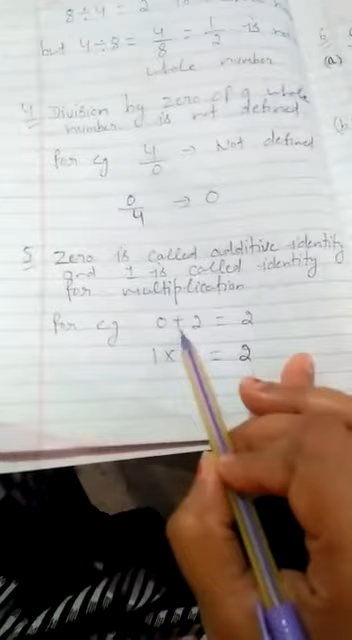 8 ÷ 4 = 2
but 4 ÷ 8 = 4/8 = 1/2 is
whole number
4 Division by zero of a whole
number is not defined
for eg 4/0 → Not defined
0/4 → 0
5 Zero is called additive identity
and 1 is called identity
for multiplication
for eg 0 + 2 = 2
1 × = 2
6
(a)
(b